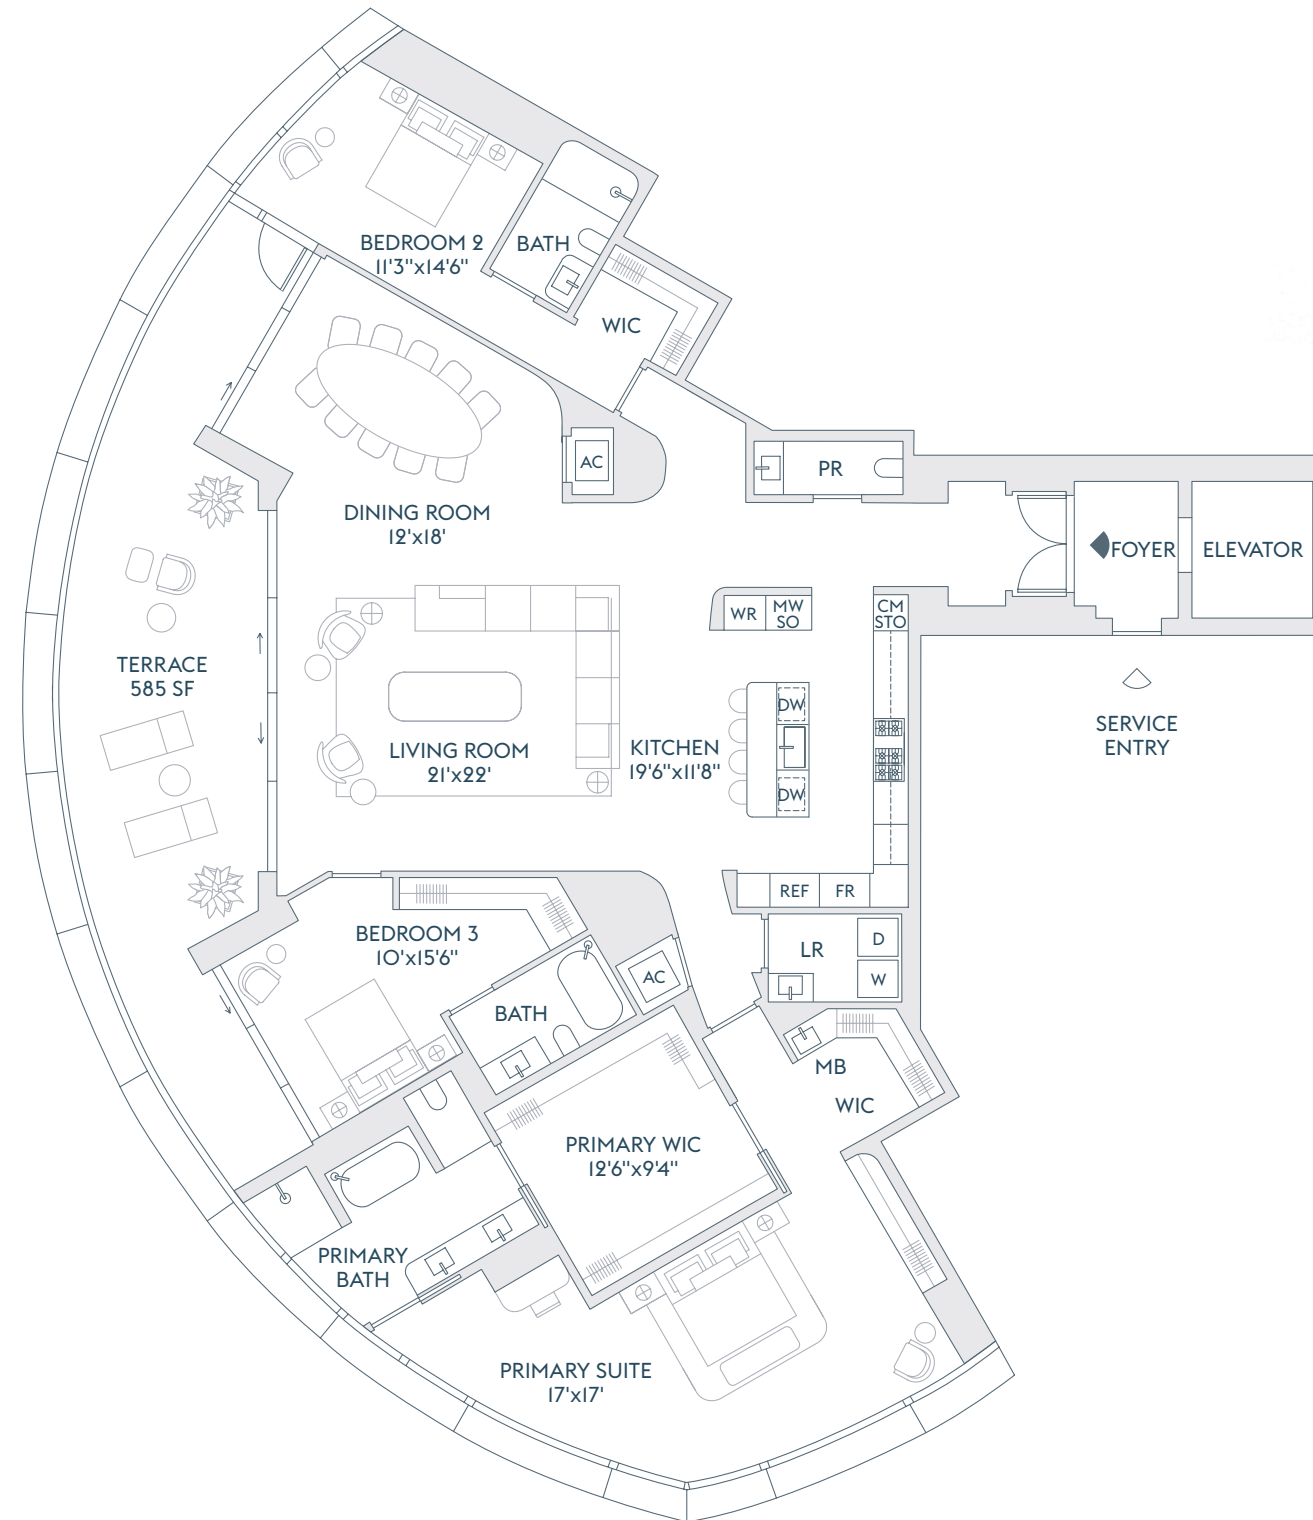 BEDROOM 2
11'3"x14'6"
BATH
WIC
AC
PR
DINING ROOM
12'x18'
FOYER
ELEVATOR
WR
MW
SO
CM
STO
TERRACE
585 SF
DW
SERVICE
ENTRY
LIVING ROOM
21'x22'
KITCHEN
19'6"x11'8"
DW
REF
FR
BEDROOM 3
10'x15'6"
LR
D
W
AC
BATH
MB
WIC
PRIMARY WIC
12'6"x9'4"
PRIMARY
BATH
PRIMARY SUITE
17'x17'